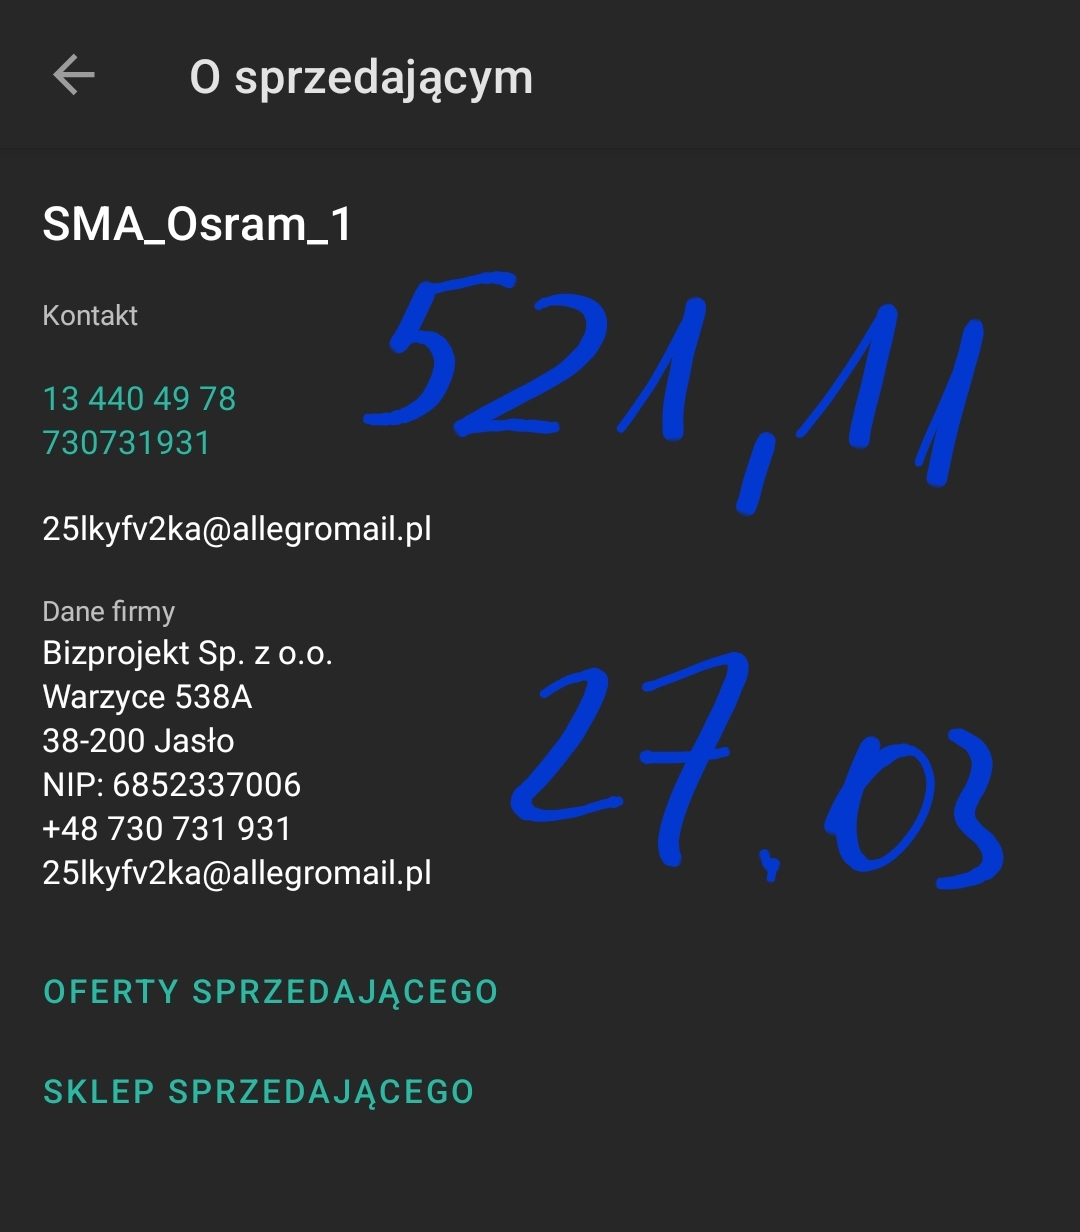 O sprzedającym
SMA_Osram_1
Kontakt
521,11
13 440 49 78
730731931
25lkyfv2ka@allegromail.pl
Dane firmy
Bizprojekt Sp. z o.o.
Warzyce 538A
38-200 Jasło
NIP: 6852337006
+48 730 731 931
25lkyfv2ka@allegromail.pl
27.03
OFERTY SPRZEDAJĄCEGO
SKLEP SPRZEDAJĄCEGO